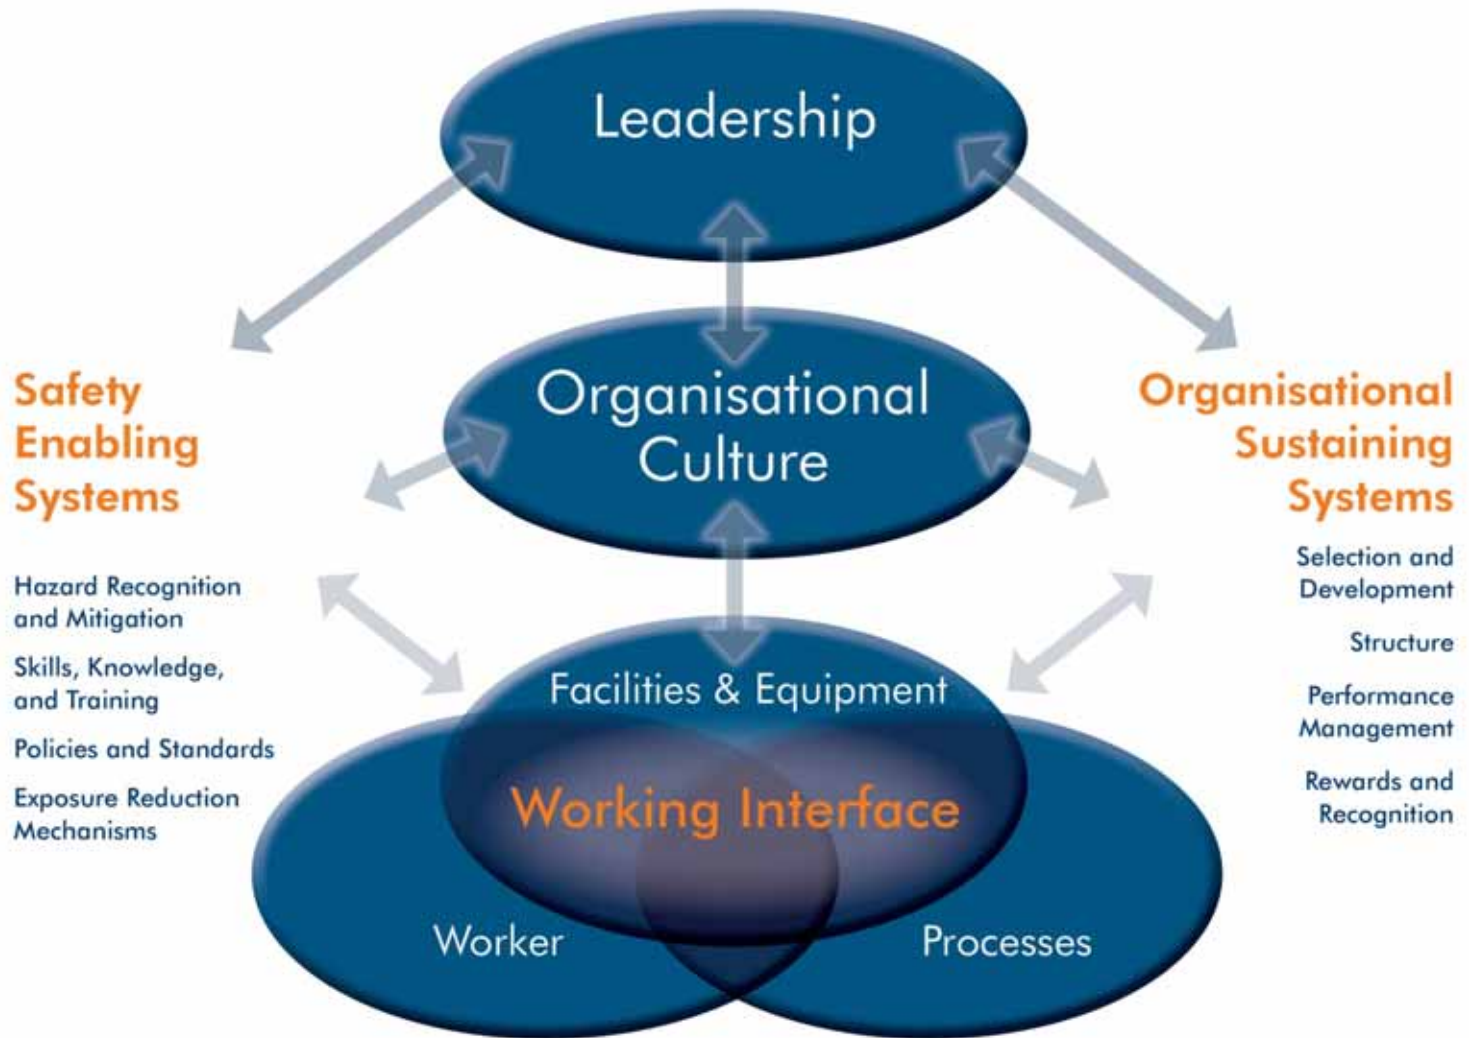 Leadership
Safety
Enabling
Systems
Hazard Recognition
and Mitigation
Skills, Knowledge,
and Training
Policies and Standards
Exposure Reduction
Mechanisms
Organisational
Culture
Organisational
Sustaining
Systems
Selection and
Development
Structure
Performance
Management
Rewards and
Recognition
Facilities & Equipment
Working Interface
Worker
Processes